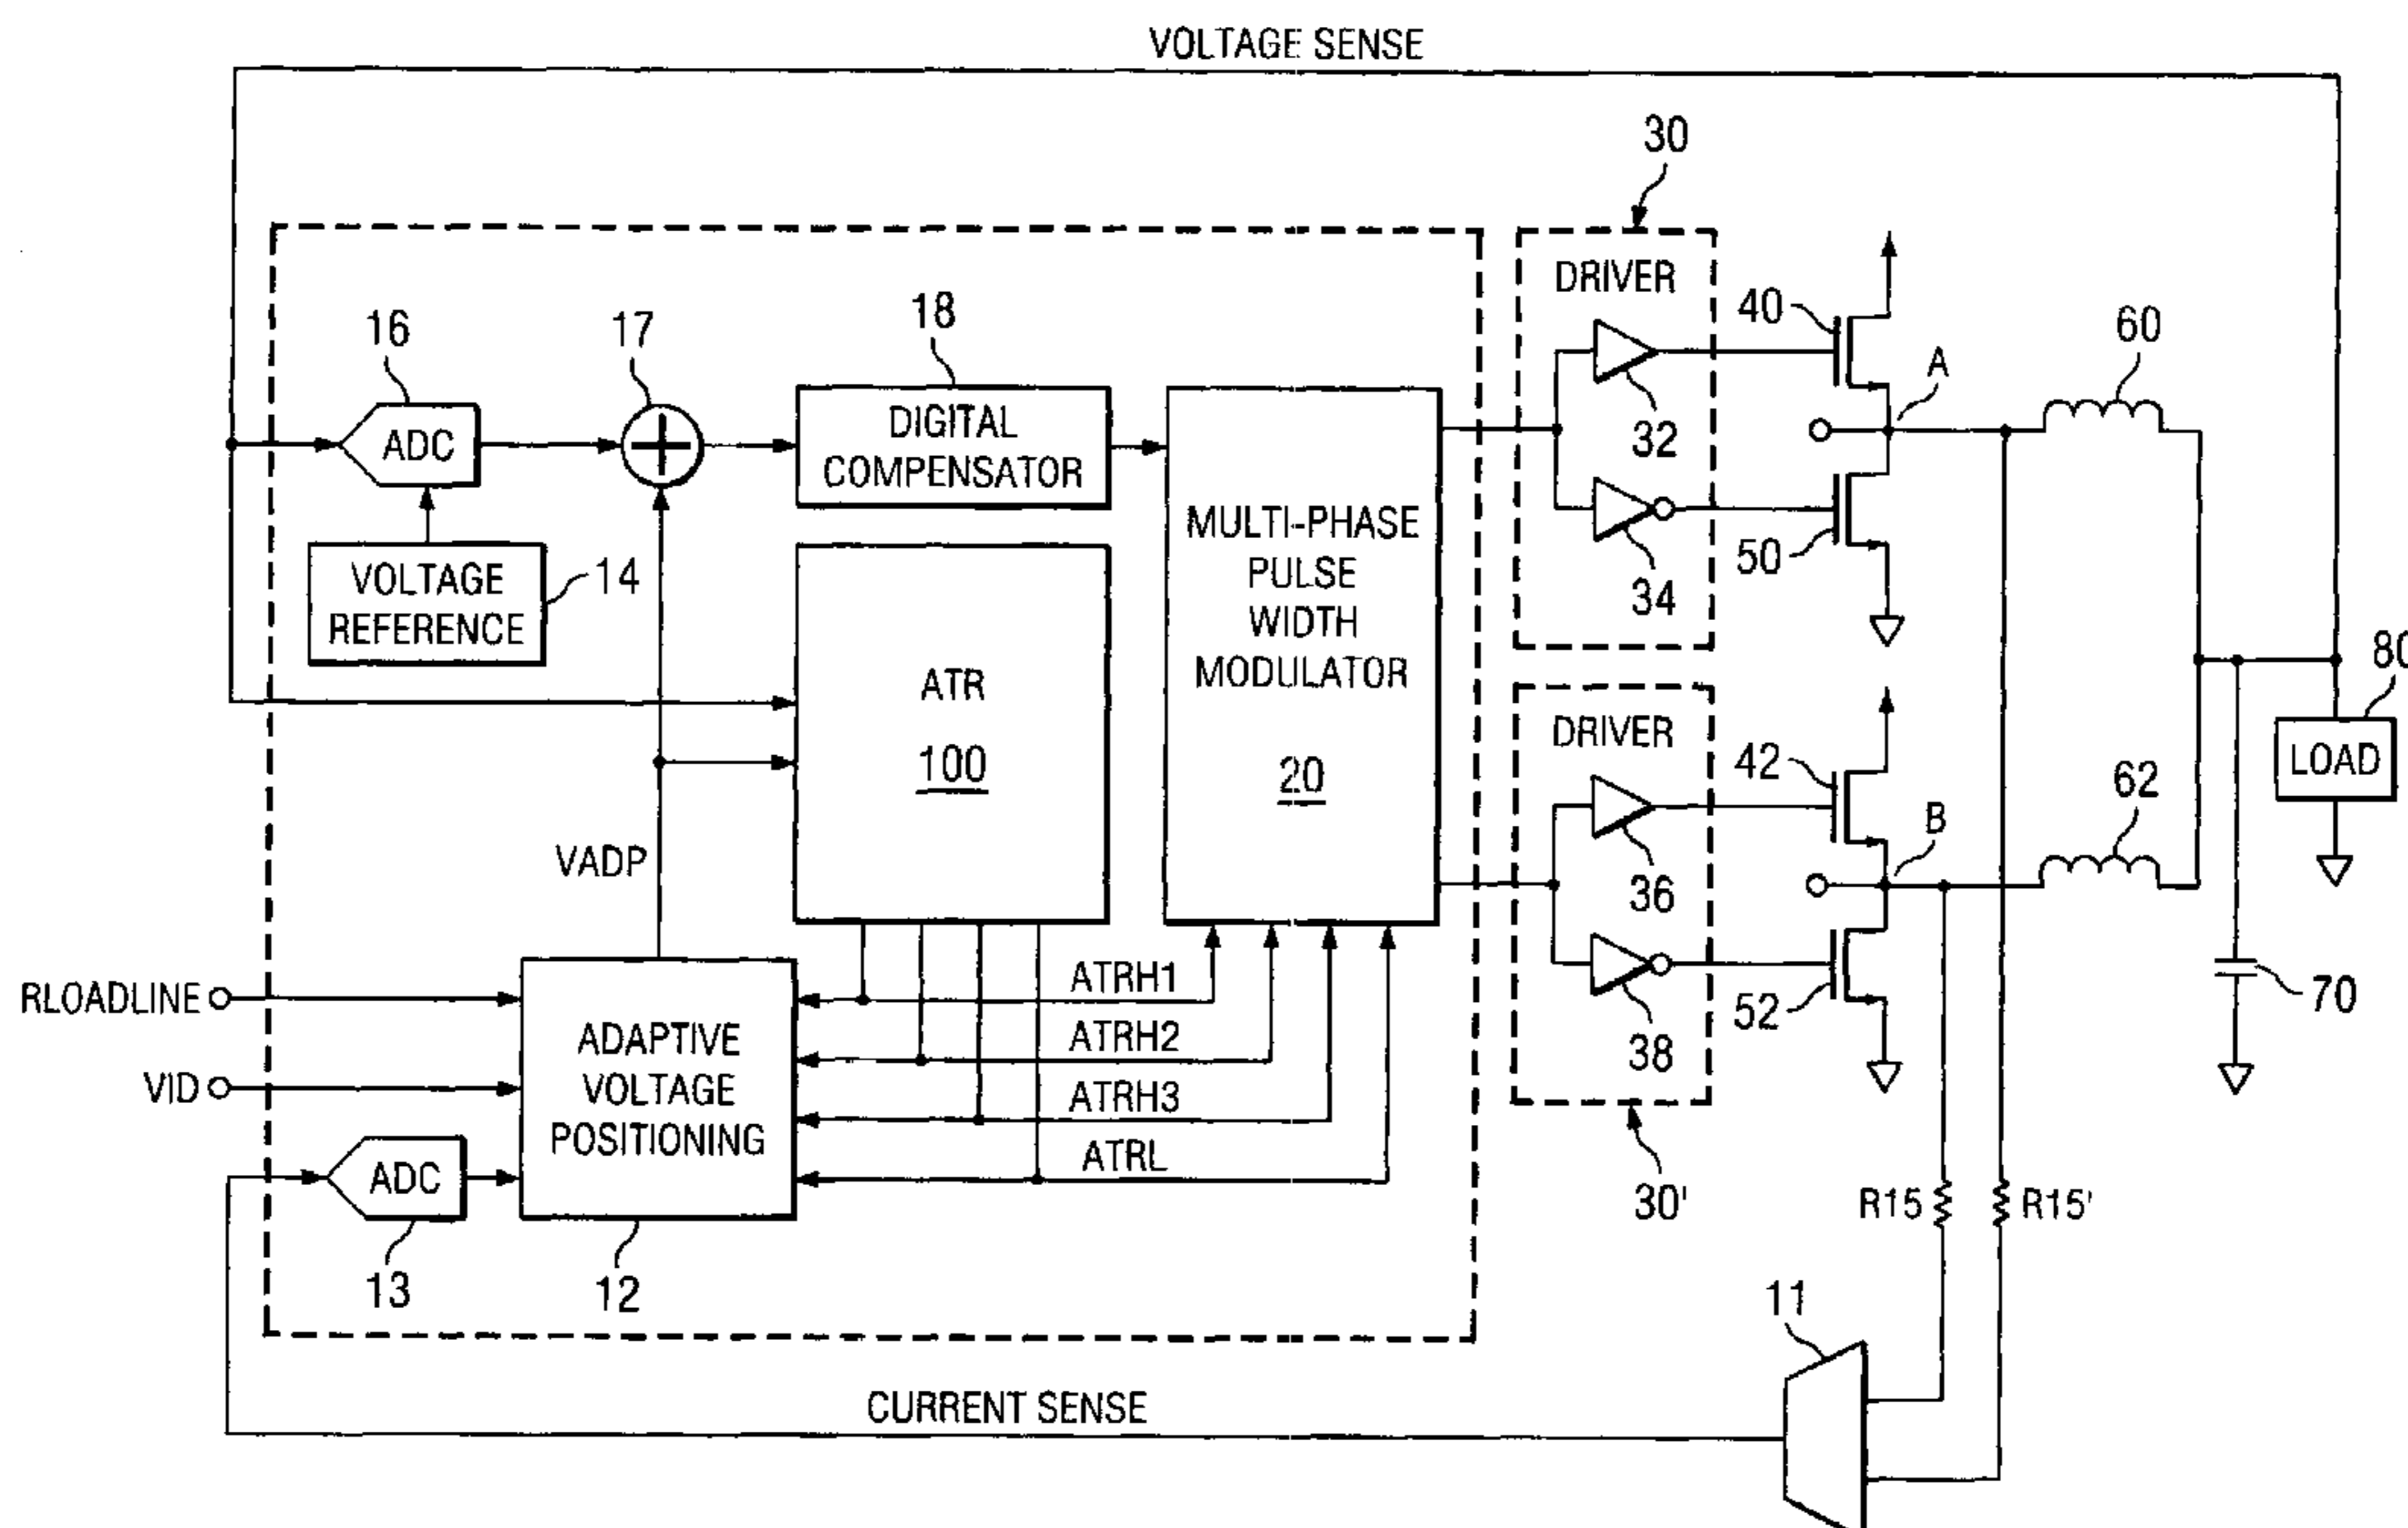 VOLTAGE SENSE
30
DRIVER
16
17
18
40
A
60
ADC
DIGITAL
COMPENSATOR
32
MULTI-PHASE
PULSE
WIDTH
MODULATOR
20
34
50
VOLTAGE
REFERENCE
14
ATR
100
80
LOAD
DRIVER
42
B
62
36
VADP
38
52
70
RLOADLINE
VID
ADC
13
ADAPTIVE
VOLTAGE
POSITIONING
12
ATRH1
ATRH2
ATRH3
ATRL
30'
R15
R15'
11
CURRENT SENSE